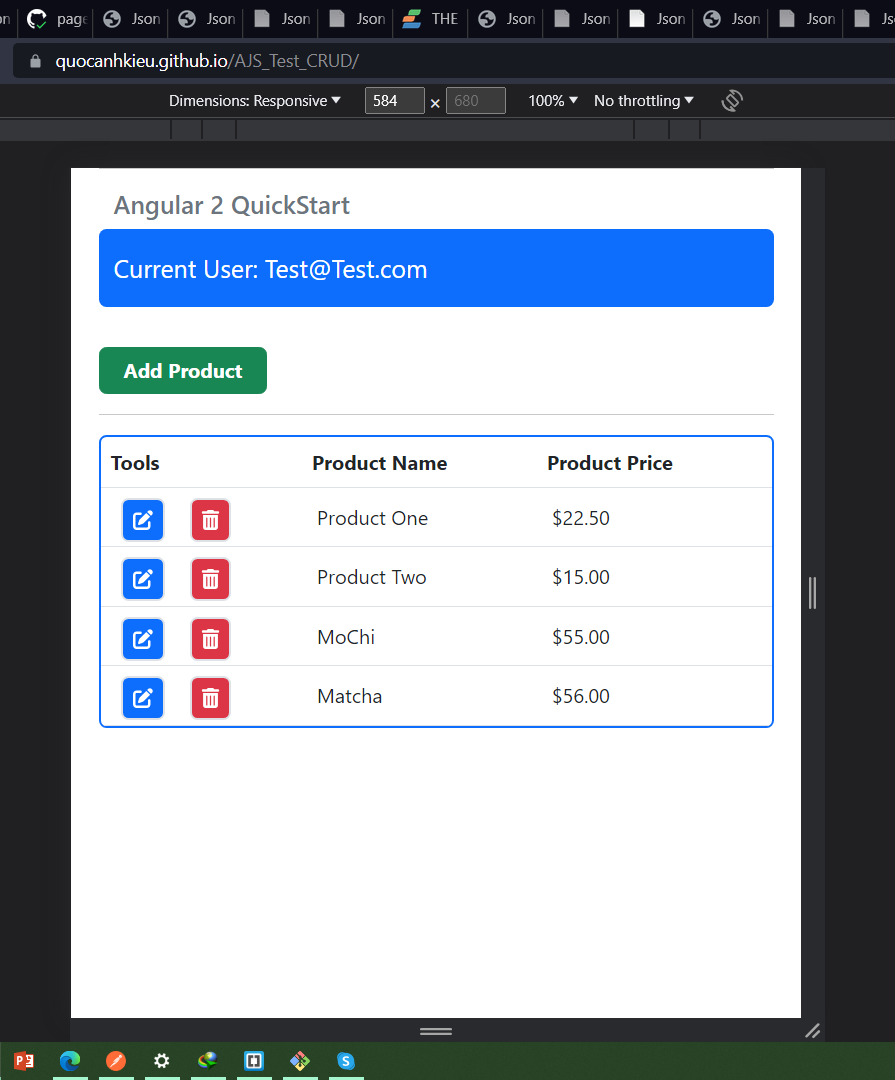 on page Json Json Json Json THE Json Json Json Json Json Js
quocanhkieu.github.io/AJS_Test_CRUD/
Dimensions: Responsive 584 × 680 100% No throttling
Angular 2 QuickStart
Current User: Test@Test.com
Add Product
Tools Product Name Product Price
Product One $22.50
Product Two $15.00
MoChi $55.00
Matcha $56.00